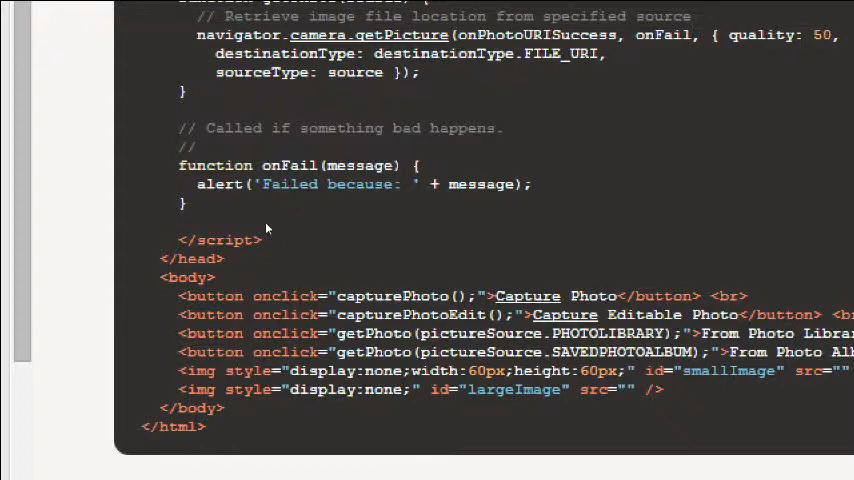 // Retrieve image file location from specified source
navigator.camera.getPicture(onPhotoURISuccess, onFail, { quality: 50,
destinationType: destinationType.FILE_URI,
sourceType: source });
}
// Called if something bad happens.
//
function onFail(message) {
alert('Failed because: ' + message);
}
</script>
</head>
<body>
<button onclick="capturePhoto();">Capture Photo</button> <br>
<button onclick="capturePhotoEdit();">Capture Editable Photo</button> <br
<button onclick="getPhoto(pictureSource.PHOTOLIBRARY);">From Photo Librar
<button onclick="getPhoto(pictureSource.SAVEDPHOTOALBUM);">From Photo Alb
<img style="display:none;width:60px;height:60px;" id="smallImage" src=""
<img style="display:none;" id="largeImage" src="" />
</body>
</html>